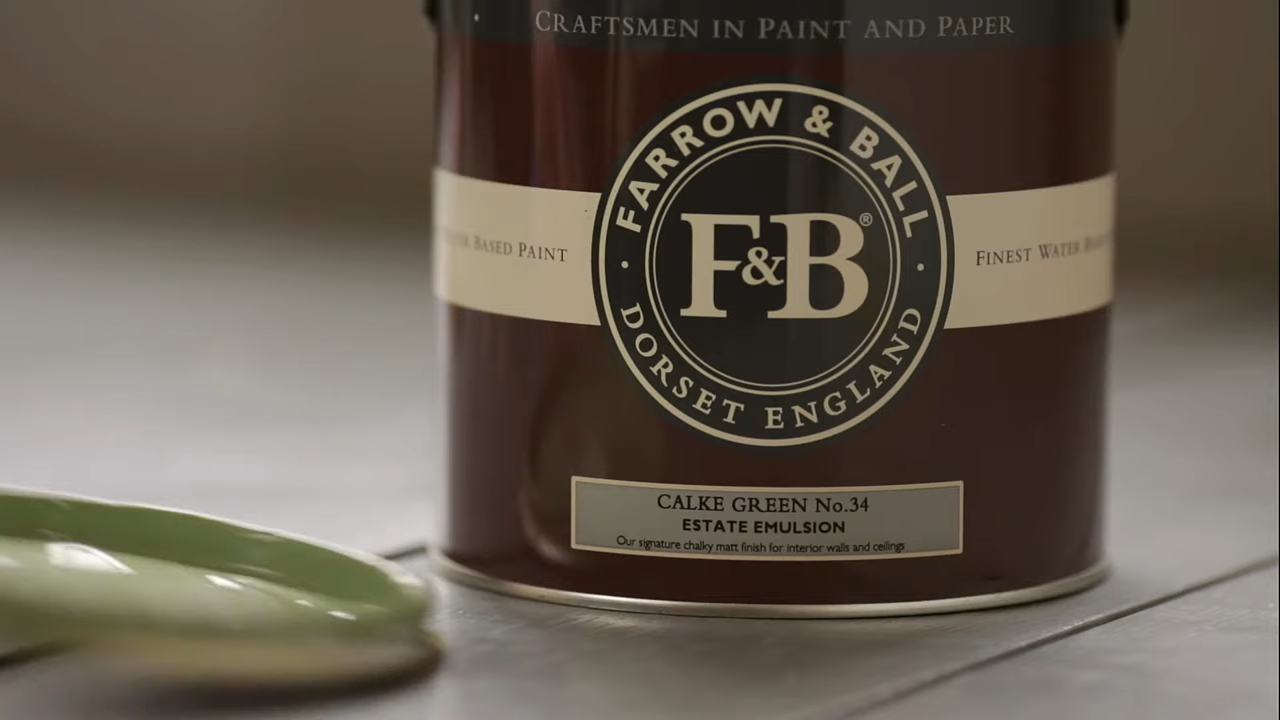 CRAFTSMEN IN PAINT AND PAPER
FARROW & BALL
F&B®
BASED PAINT
FINEST WATER
DORSET ENGLAND
CALKE GREEN No.34
ESTATE EMULSION
Our signature chalky matt finish for interior walls and ceilings